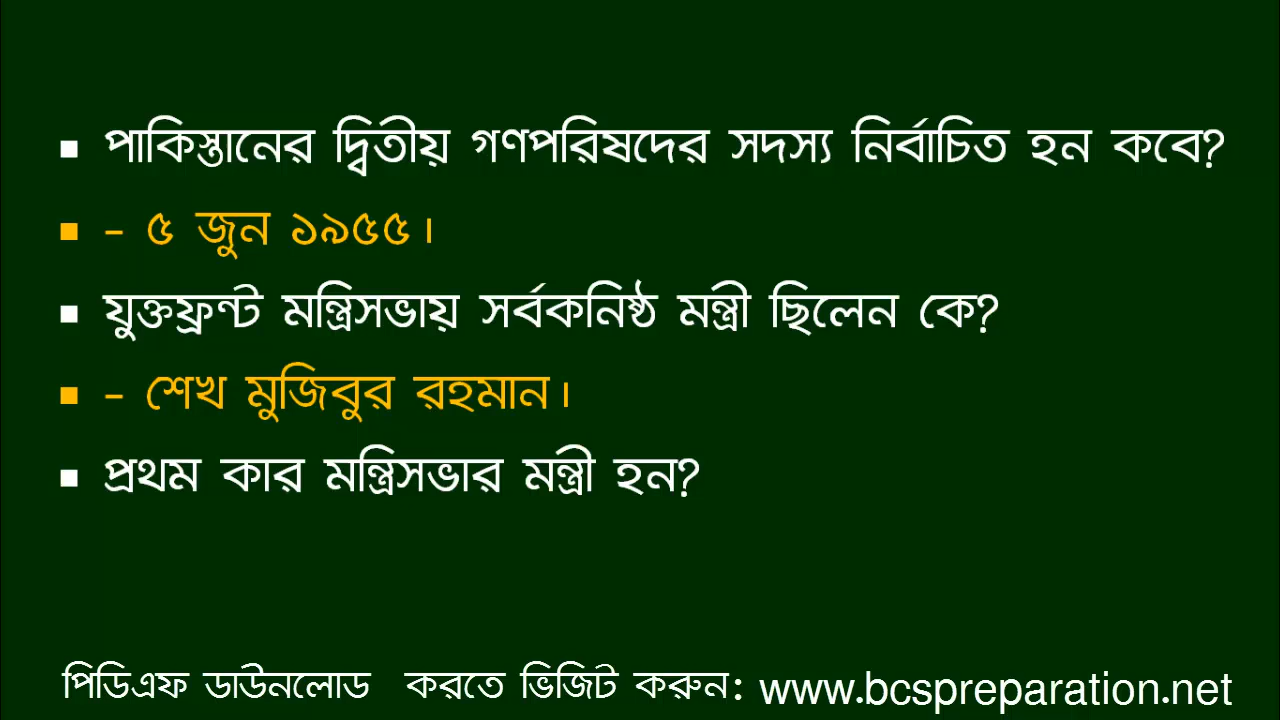 ▪ পাকিস্তানের দ্বিতীয় গণপরিষদের সদস্য নির্বাচিত হন কবে?
▪ - ৫ জুন ১৯৫৫।
▪ যুক্তফ্রন্ট মন্ত্রিসভায় সর্বকনিষ্ঠ মন্ত্রী ছিলেন কে?
▪ - শেখ মুজিবুর রহমান।
▪ প্রথম কার মন্ত্রিসভার মন্ত্রী হন?
পিডিএফ ডাউনলোড করতে ভিজিট করুন: www.bcspreparation.net